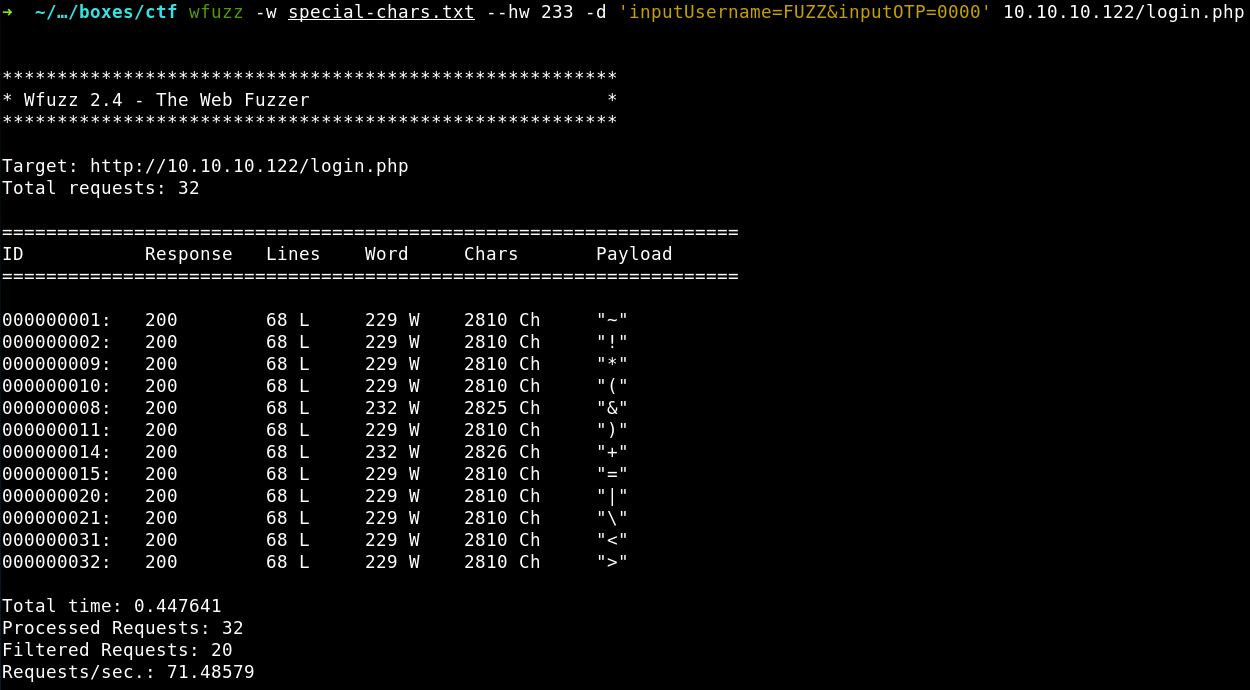 → ~/…/boxes/ctf wfuzz -w special-chars.txt --hw 233 -d 'inputUsername=FUZZ&inputOTP=0000' 10.10.10.122/login.php
********************************************************
* Wfuzz 2.4 - The Web Fuzzer                           *
********************************************************
Target: http://10.10.10.122/login.php
Total requests: 32
===================================================================
ID           Response   Lines    Word     Chars       Payload
===================================================================
000000001:   200        68 L     229 W    2810 Ch     "~"
000000002:   200        68 L     229 W    2810 Ch     "!"
000000009:   200        68 L     229 W    2810 Ch     "*"
000000010:   200        68 L     229 W    2810 Ch     "("
000000008:   200        68 L     232 W    2825 Ch     "&"
000000011:   200        68 L     229 W    2810 Ch     ")"
000000014:   200        68 L     232 W    2826 Ch     "+"
000000015:   200        68 L     229 W    2810 Ch     "="
000000020:   200        68 L     229 W    2810 Ch     "|"
000000021:   200        68 L     229 W    2810 Ch     "\"
000000031:   200        68 L     229 W    2810 Ch     "<"
000000032:   200        68 L     229 W    2810 Ch     ">"
Total time: 0.447641
Processed Requests: 32
Filtered Requests: 20
Requests/sec.: 71.48579